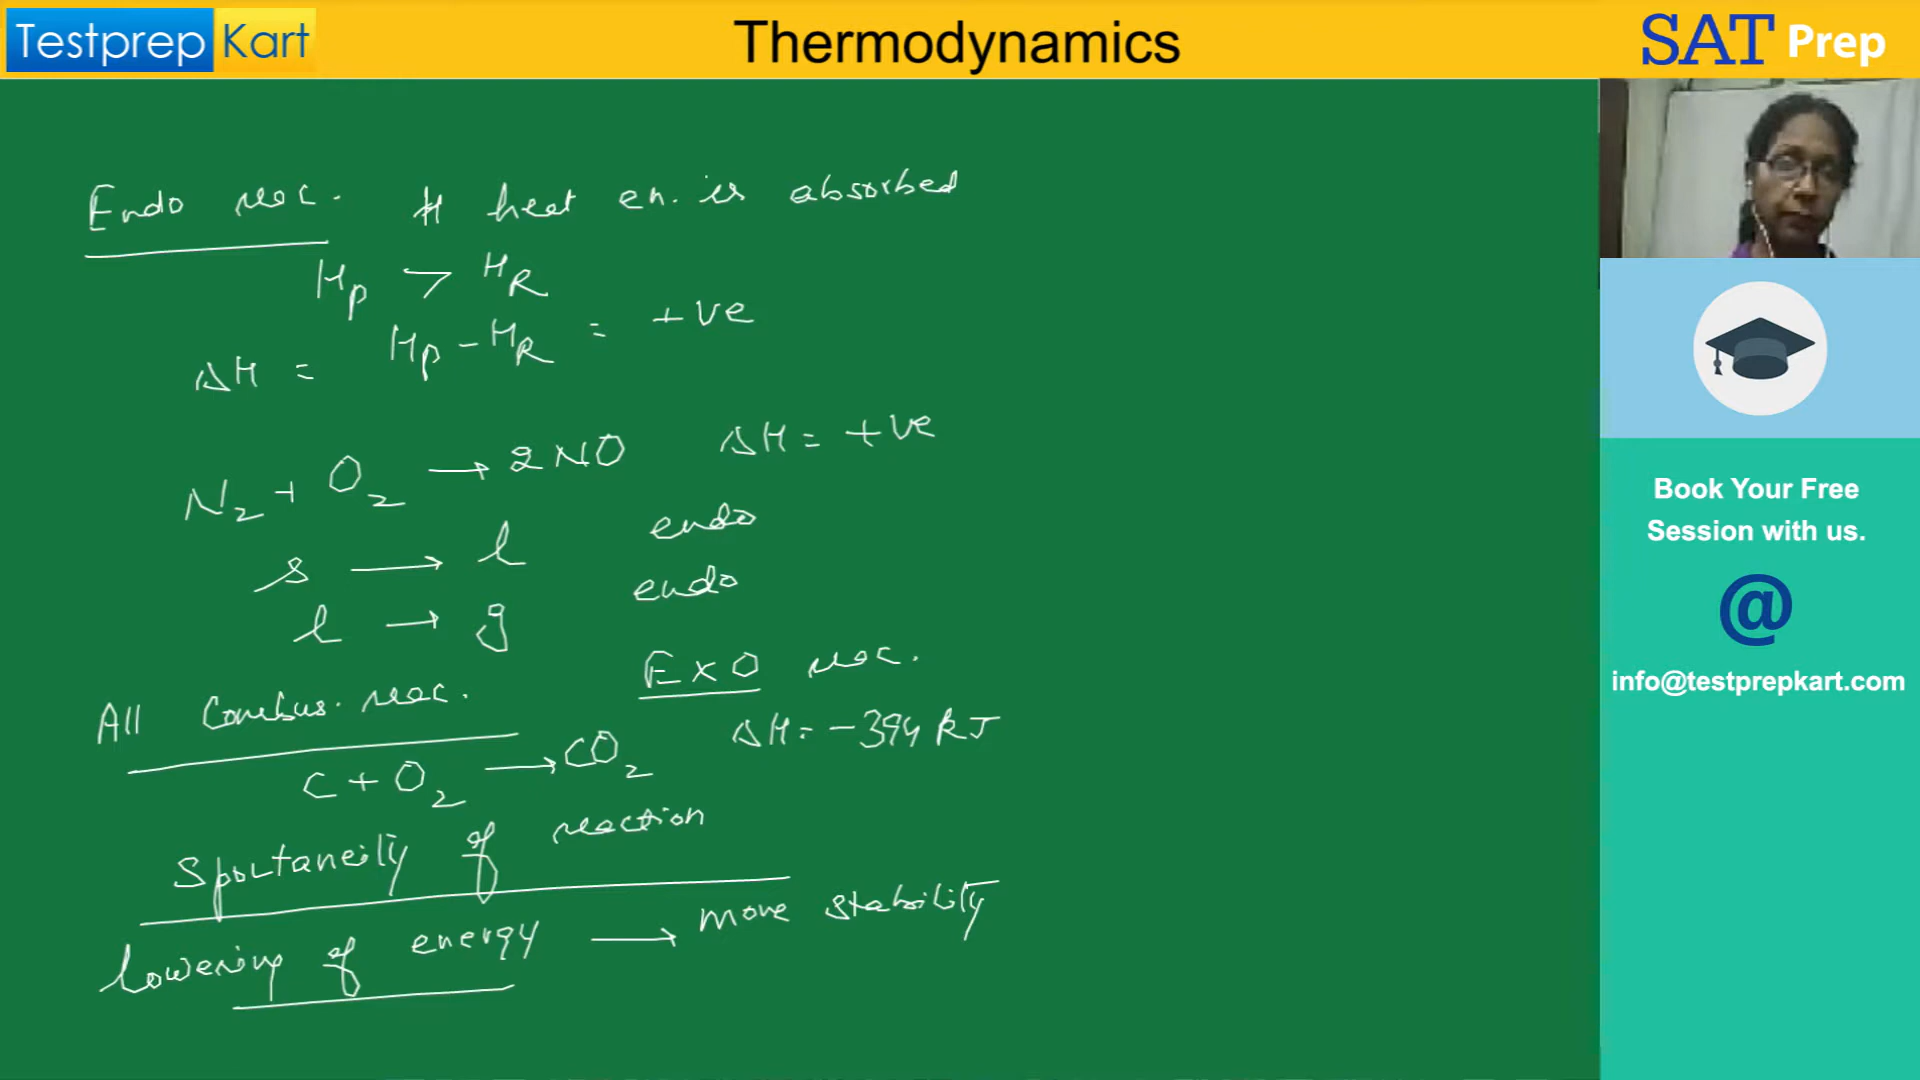 Testprep Kart
Thermodynamics
SAT Prep
Endo reac. # heat en. is absorbed
Hp > HR
ΔH = Hp - HR = +ve
N2 + O2 → 2NO ΔH = +ve
s → l endo
l → g endo
All Combus. reac. Exo reac.
C + O2 → CO2 ΔH = -394 kJ
Spontaneity of reaction
lowering of energy → more stability
Book Your Free
Session with us.
@
info@testprepkart.com